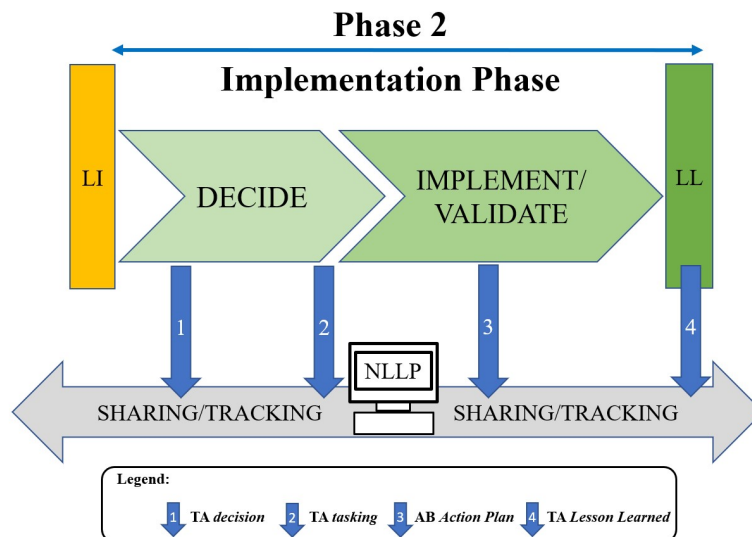 Phase 2
Implementation Phase
LI
DECIDE
IMPLEMENT/
VALIDATE
LL
1
2
3
4
NLLP
SHARING/TRACKING
SHARING/TRACKING
Legend:
1 TA decision 2 TA tasking 3 AB Action Plan 4 TA Lesson Learned